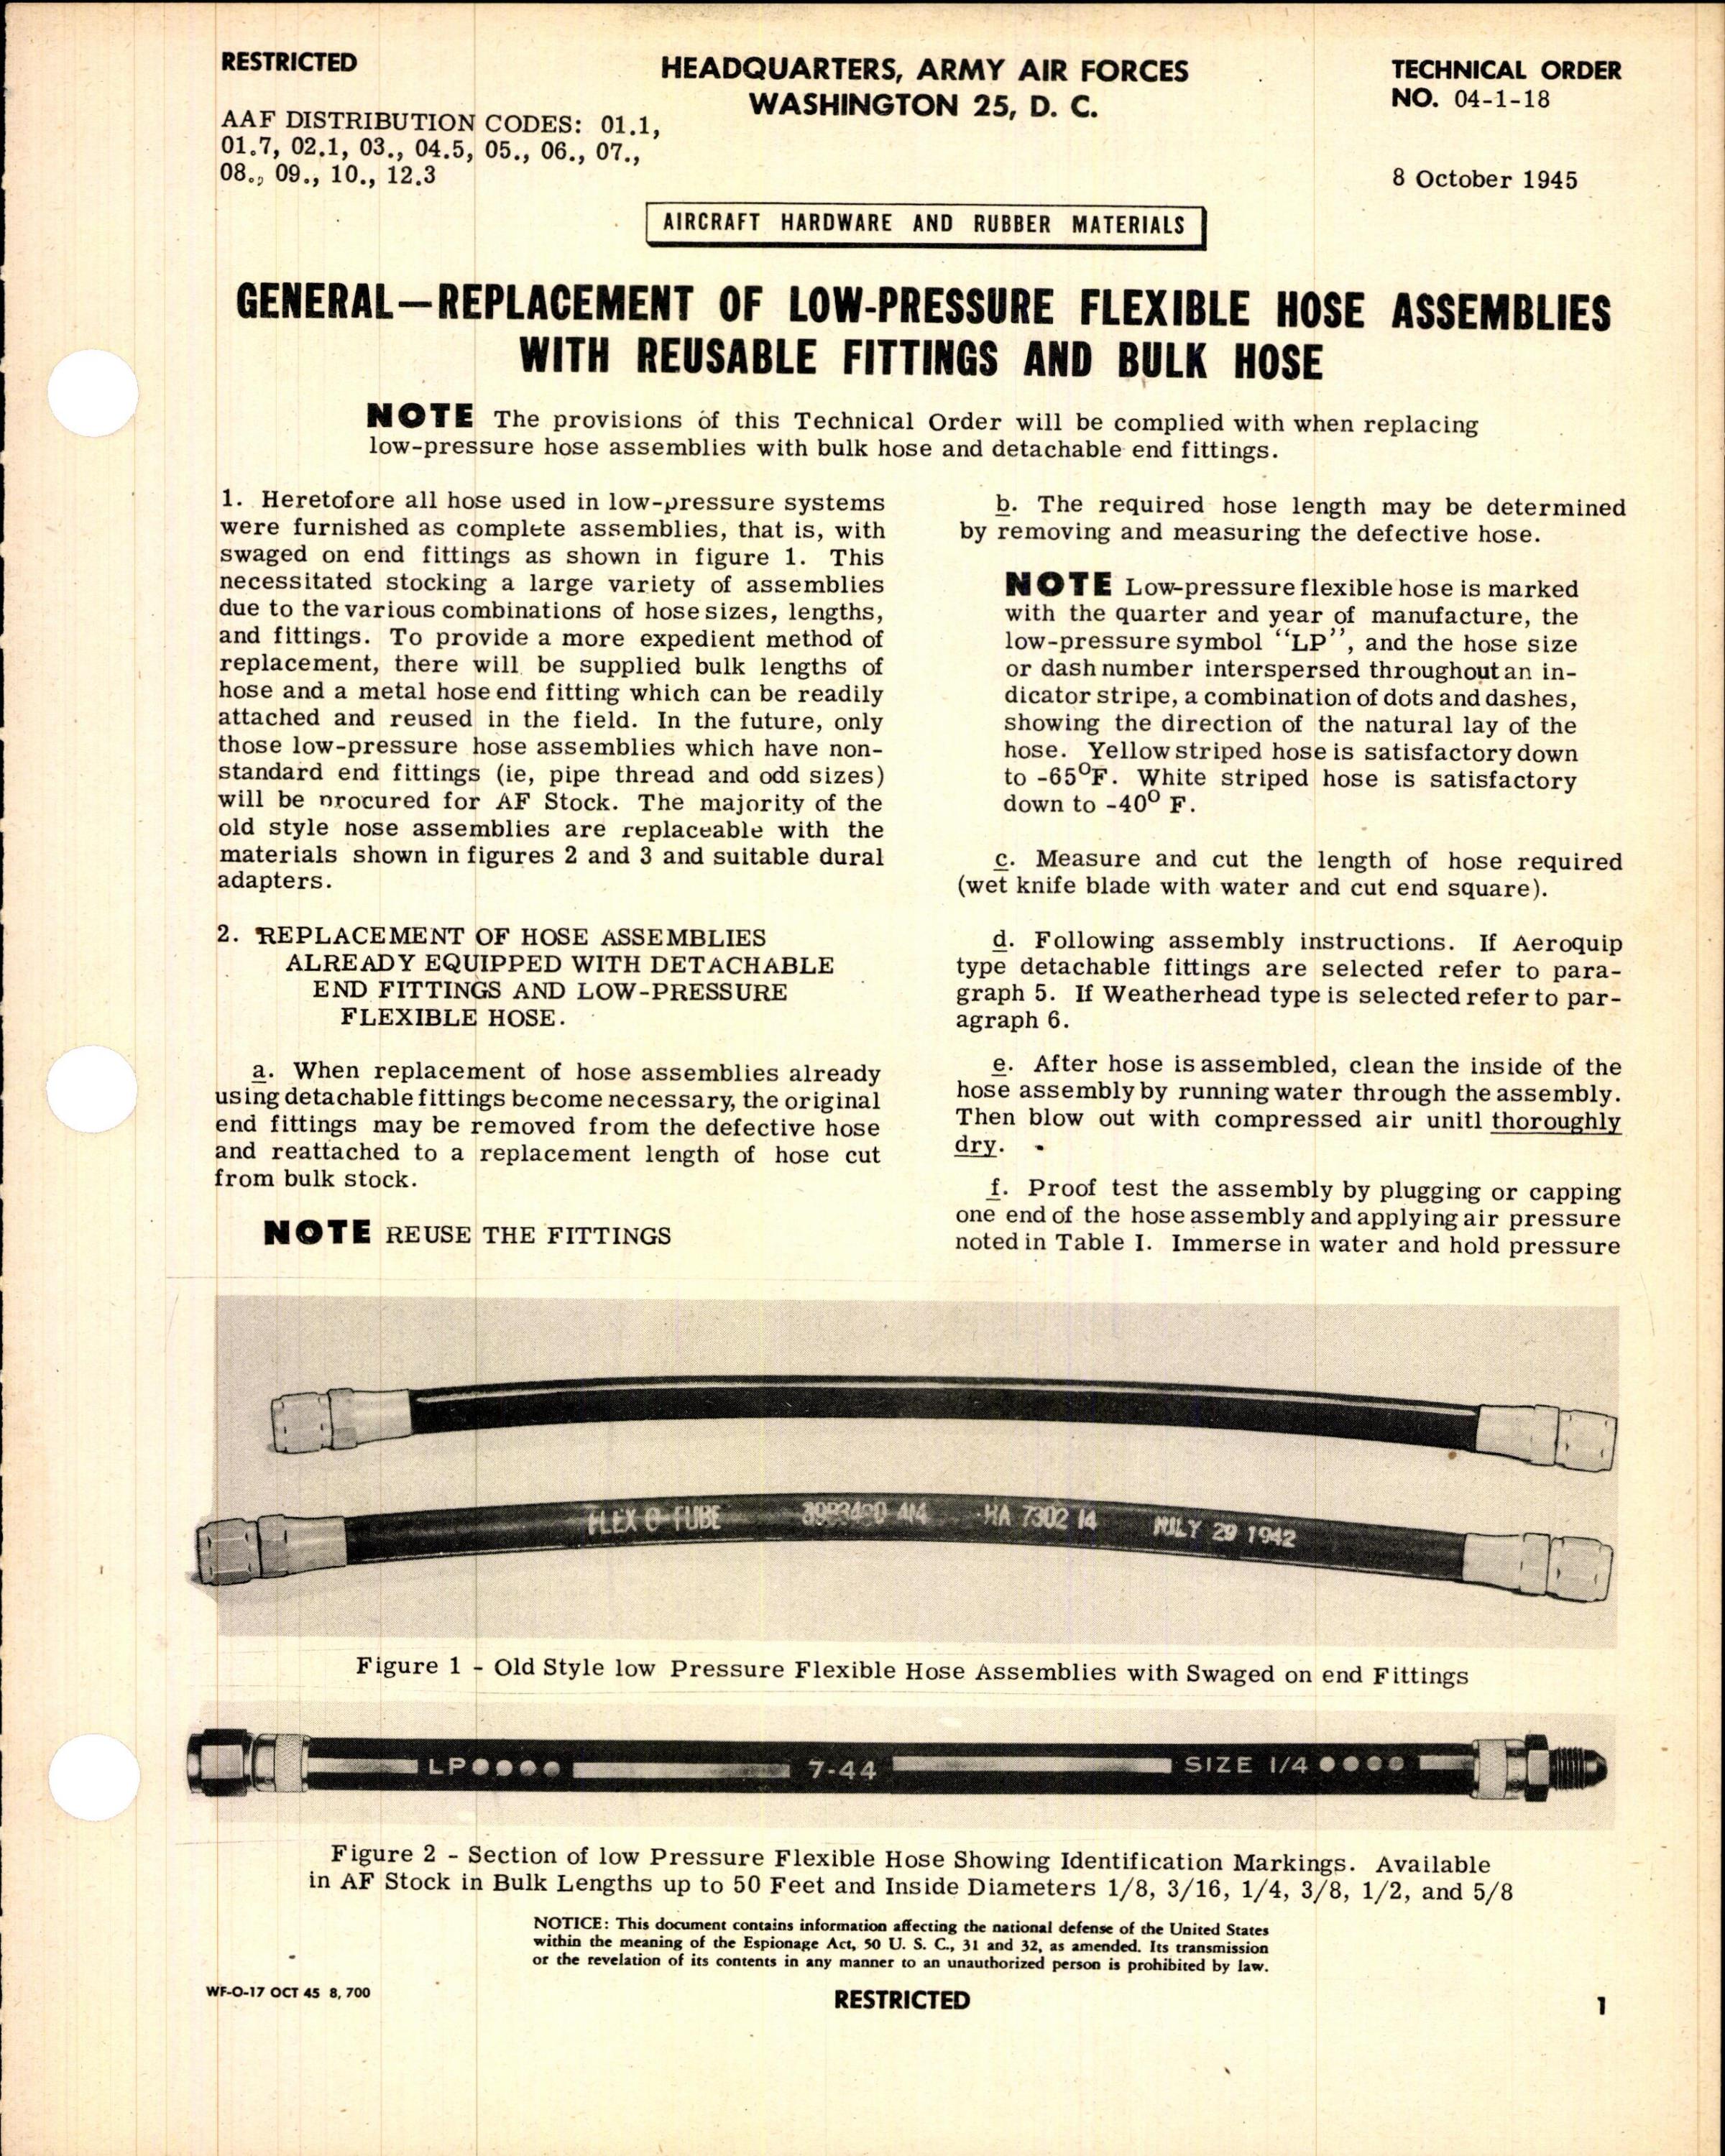 RESTRICTED
HEADQUARTERS, ARMY AIR FORCES
WASHINGTON 25, D. C.
TECHNICAL ORDER
NO. 04-1-18
AAF DISTRIBUTION CODES: 01.1,
01.7, 02.1, 03., 04.5, 05., 06., 07.,
08., 09., 10., 12.3
8 October 1945
AIRCRAFT HARDWARE AND RUBBER MATERIALS
GENERAL—REPLACEMENT OF LOW-PRESSURE FLEXIBLE HOSE ASSEMBLIES
WITH REUSABLE FITTINGS AND BULK HOSE
NOTE The provisions of this Technical Order will be complied with when replacing
low-pressure hose assemblies with bulk hose and detachable end fittings.
1. Heretofore all hose used in low-pressure systems
were furnished as complete assemblies, that is, with
swaged on end fittings as shown in figure 1. This
necessitated stocking a large variety of assemblies
due to the various combinations of hose sizes, lengths,
and fittings. To provide a more expedient method of
replacement, there will be supplied bulk lengths of
hose and a metal hose end fitting which can be readily
attached and reused in the field. In the future, only
those low-pressure hose assemblies which have non-
standard end fittings (ie, pipe thread and odd sizes)
will be procured for AF Stock. The majority of the
old style hose assemblies are replaceable with the
materials shown in figures 2 and 3 and suitable dural
adapters.
2. REPLACEMENT OF HOSE ASSEMBLIES
ALREADY EQUIPPED WITH DETACHABLE
END FITTINGS AND LOW-PRESSURE
FLEXIBLE HOSE.
a. When replacement of hose assemblies already
using detachable fittings become necessary, the original
end fittings may be removed from the defective hose
and reattached to a replacement length of hose cut
from bulk stock.
NOTE REUSE THE FITTINGS
b. The required hose length may be determined
by removing and measuring the defective hose.
NOTE Low-pressure flexible hose is marked
with the quarter and year of manufacture, the
low-pressure symbol "LP", and the hose size
or dash number interspersed throughout an in-
dicator stripe, a combination of dots and dashes,
showing the direction of the natural lay of the
hose. Yellow striped hose is satisfactory down
to -65°F. White striped hose is satisfactory
down to -40° F.
c. Measure and cut the length of hose required
(wet knife blade with water and cut end square).
d. Following assembly instructions. If Aeroquip
type detachable fittings are selected refer to para-
graph 5. If Weatherhead type is selected refer to par-
agraph 6.
e. After hose is assembled, clean the inside of the
hose assembly by running water through the assembly.
Then blow out with compressed air unitl thoroughly
dry.
f. Proof test the assembly by plugging or capping
one end of the hose assembly and applying air pressure
noted in Table I. Immerse in water and hold pressure
FLEX O TUBE 4M HA 7302 14 JULY 29 1942
Figure 1 - Old Style low Pressure Flexible Hose Assemblies with Swaged on end Fittings
LP 7-44 SIZE 1/4
Figure 2 - Section of low Pressure Flexible Hose Showing Identification Markings. Available
in AF Stock in Bulk Lengths up to 50 Feet and Inside Diameters 1/8, 3/16, 1/4, 3/8, 1/2, and 5/8
NOTICE: This document contains information affecting the national defense of the United States
within the meaning of the Espionage Act, 50 U. S. C., 31 and 32, as amended. Its transmission
or the revelation of its contents in any manner to an unauthorized person is prohibited by law.
WF-O-17 OCT 45 8, 700
RESTRICTED
1